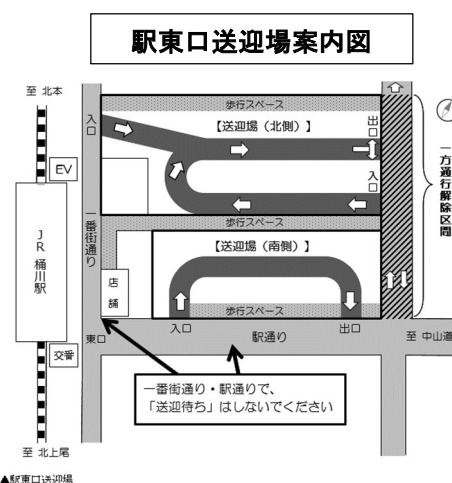 駅東口送迎場案内図
至 北本
歩行スペース
入口
【送迎場（北側）】
出口
EV
入口
一方通行解除区間
JR桶川駅
一番街通り
歩行スペース
【送迎場（南側）】
店舗
歩行スペース
東口
入口
駅通り
出口
至 中山道
交番
一番街通り・駅通りで、
「送迎待ち」はしないでください
至 北上尾
▲駅東口送迎場